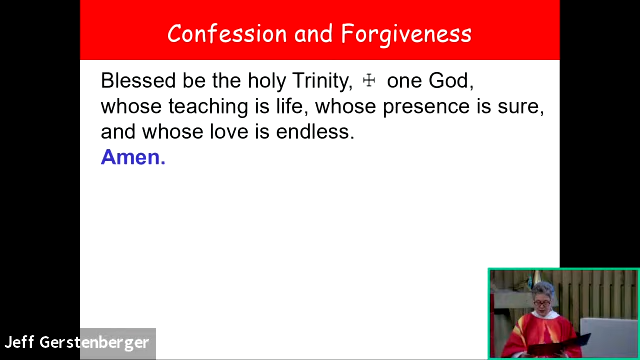 Confession and Forgiveness
Blessed be the holy Trinity, ☩ one God,
whose teaching is life, whose presence is sure,
and whose love is endless.
Amen.
Jeff Gerstenberger